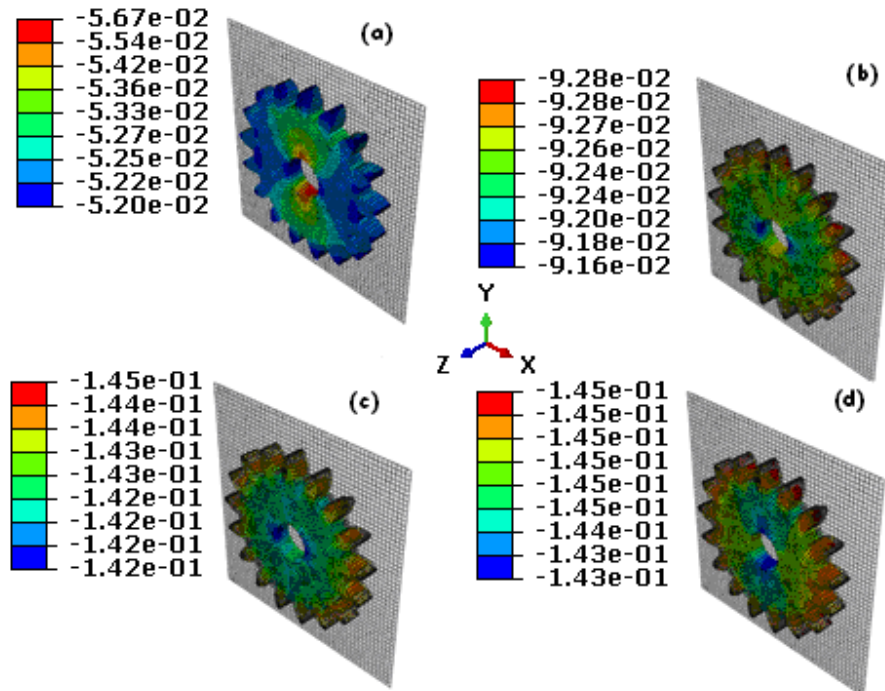 (a)
-5.67e-02
-5.54e-02
-5.42e-02
-5.36e-02
-5.33e-02
-5.27e-02
-5.25e-02
-5.22e-02
-5.20e-02
(b)
-9.28e-02
-9.28e-02
-9.27e-02
-9.26e-02
-9.24e-02
-9.24e-02
-9.20e-02
-9.18e-02
-9.16e-02
Y
Z
X
(c)
-1.45e-01
-1.44e-01
-1.44e-01
-1.43e-01
-1.43e-01
-1.42e-01
-1.42e-01
-1.42e-01
-1.42e-01
(d)
-1.45e-01
-1.45e-01
-1.45e-01
-1.45e-01
-1.45e-01
-1.45e-01
-1.44e-01
-1.43e-01
-1.43e-01